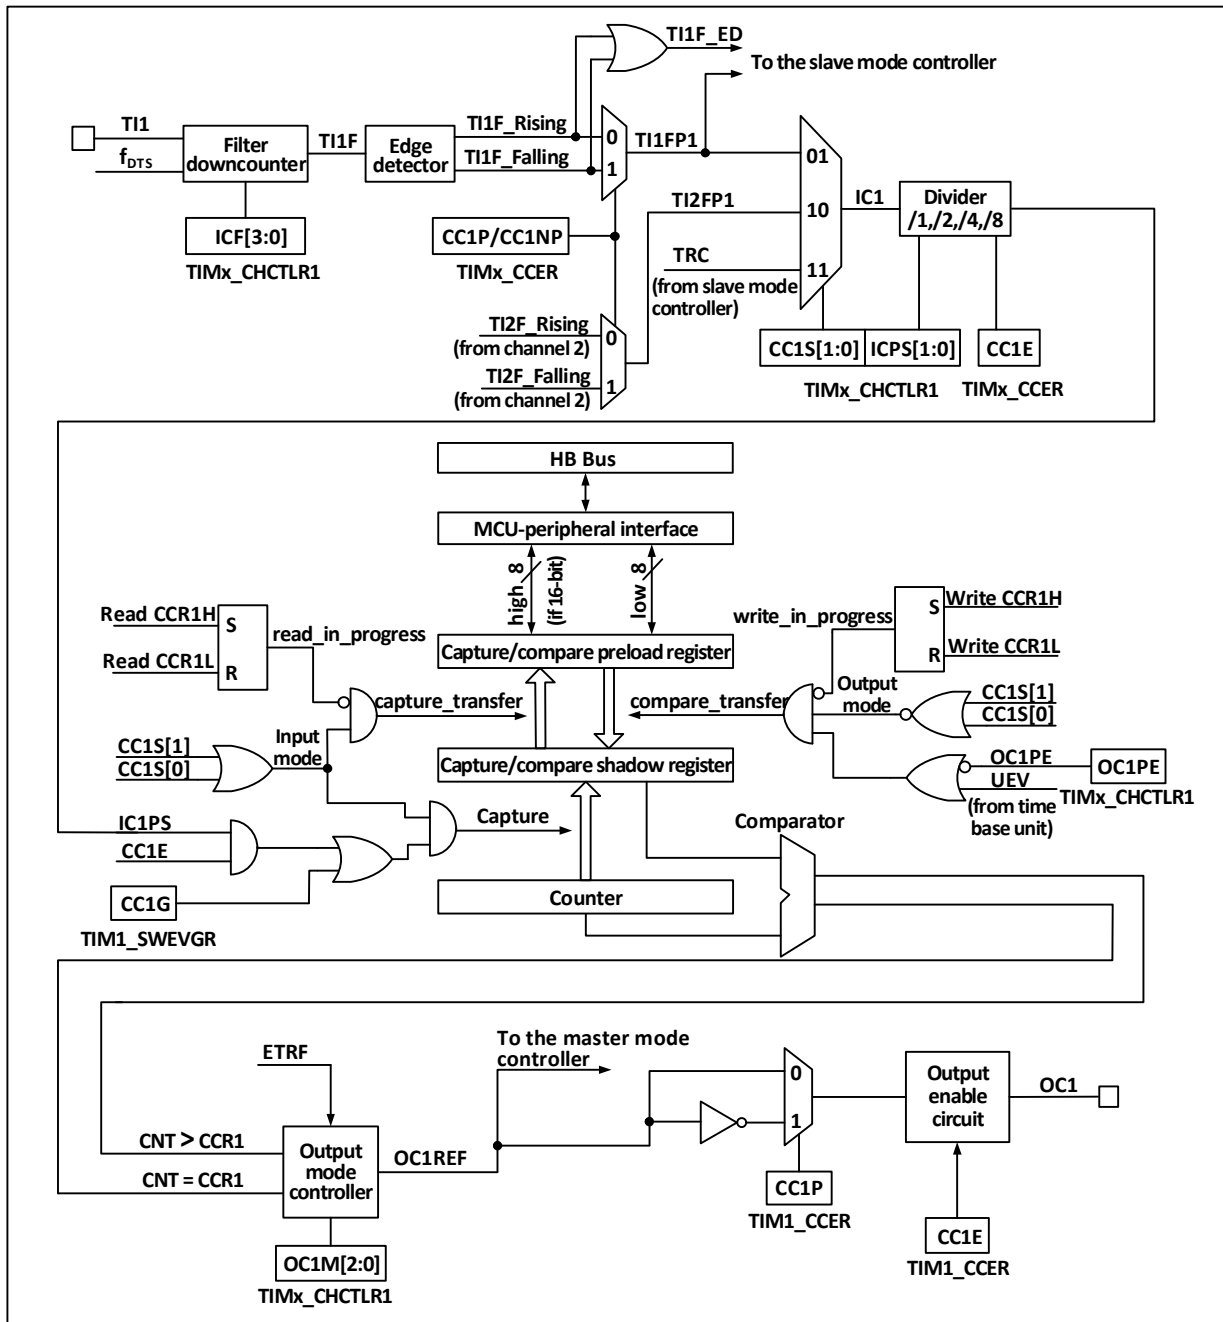 TI1F_ED
To the slave mode controller
TI1
fDTS
Filter
downcounter
TI1F
Edge
detector
TI1F_Rising
TI1F_Falling
0
1
TI1FP1
01
TI2FP1
10
IC1
Divider
/1,/2,/4,/8
ICF[3:0]
TIMx_CHCTLR1
CC1P/CC1NP
TIMx_CCER
TRC
11
(from slave mode
controller)
TI2F_Rising
(from channel 2)
0
TI2F_Falling
1
(from channel 2)
CC1S[1:0]
ICPS[1:0]
CC1E
TIMx_CHCTLR1
TIMx_CCER
HB Bus
MCU-peripheral interface
high 8
(if 16-bit)
low 8
Read CCR1H
S
read_in_progress
Read CCR1L
R
write_in_progress
S
Write CCR1H
R
Write CCR1L
Capture/compare preload register
capture_transfer
compare_transfer
Output
mode
CC1S[1]
CC1S[0]
CC1S[1]
CC1S[0]
Input
mode
Capture/compare shadow register
OC1PE
UEV
(from time
base unit)
OC1PE
TIMx_CHCTLR1
IC1PS
CC1E
Capture
Comparator
CC1G
TIM1_SWEVGR
Counter
ETRF
To the master mode
controller
0
1
Output
enable
circuit
OC1
CNT > CCR1
CNT = CCR1
Output
mode
controller
OC1REF
CC1P
TIM1_CCER
CC1E
TIM1_CCER
OC1M[2:0]
TIMx_CHCTLR1